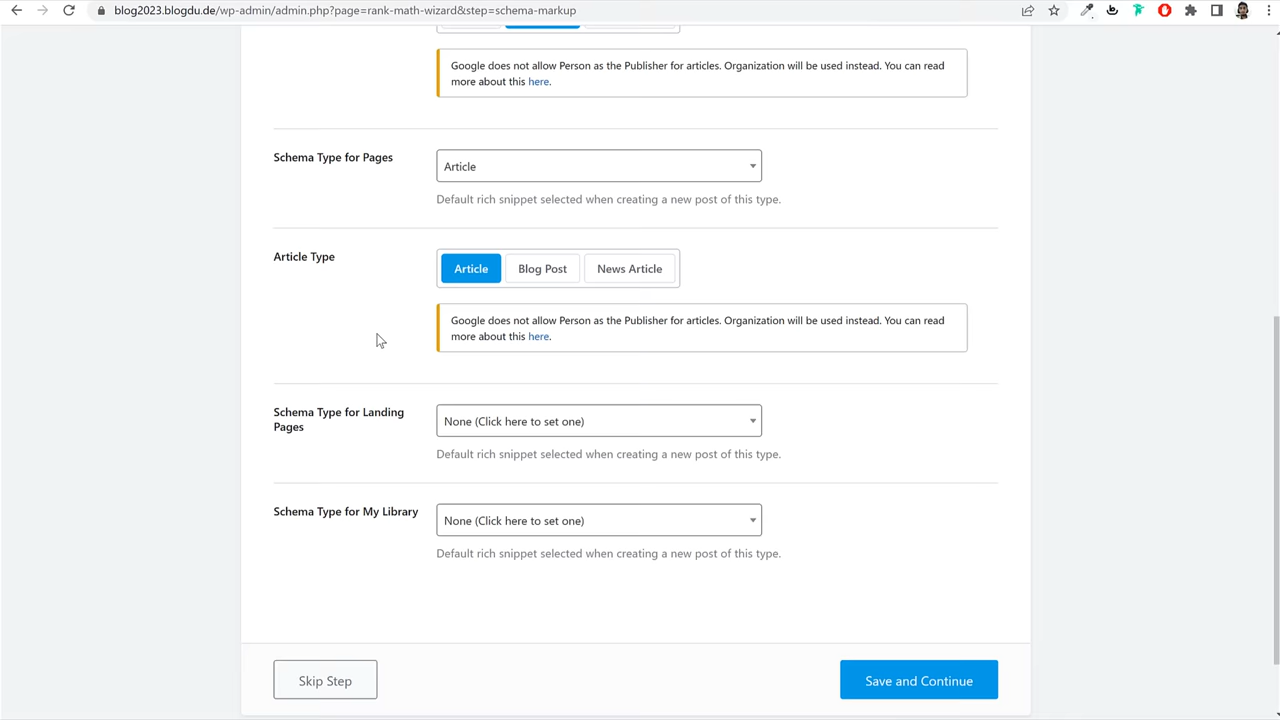 blog2023.blogdu.de/wp-admin/admin.php?page=rank-math-wizard&step=schema-markup
Google does not allow Person as the Publisher for articles. Organization will be used instead. You can read
more about this here.
Schema Type for Pages
Article
Default rich snippet selected when creating a new post of this type.
Article Type
Article
Blog Post
News Article
Google does not allow Person as the Publisher for articles. Organization will be used instead. You can read
more about this here.
Schema Type for Landing
Pages
None (Click here to set one)
Default rich snippet selected when creating a new post of this type.
Schema Type for My Library
None (Click here to set one)
Default rich snippet selected when creating a new post of this type.
Skip Step
Save and Continue